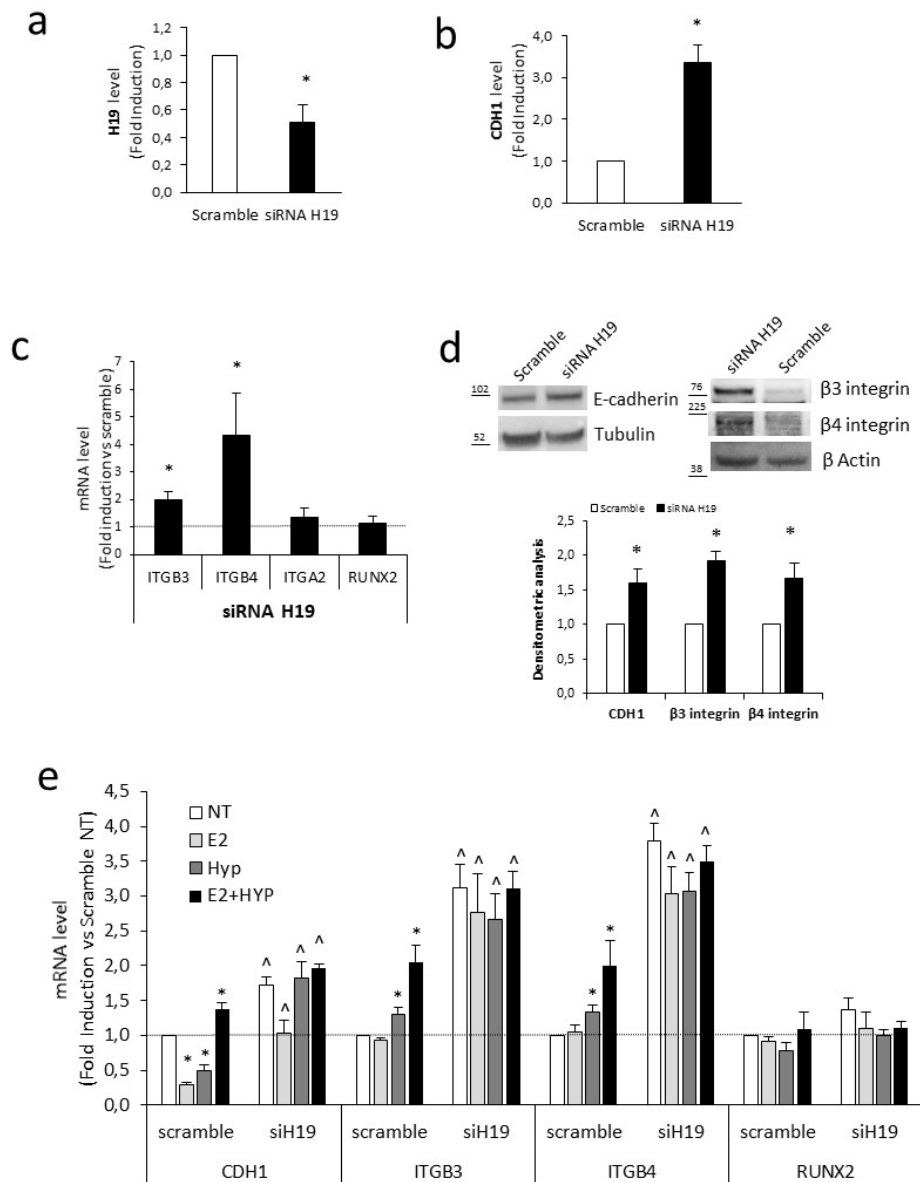 a
H19 level
(Fold Induction)
1,2
1,0
0,8
0,6
0,4
0,2
0,0
*
Scramble siRNA H19
b
CDH1 level
(Fold Induction)
4,0
3,0
2,0
1,0
0,0
*
Scramble siRNA H19
c
mRNA level
(Fold induction vs scramble)
7
6
5
4
3
2
1
0
* *
ITGB3 ITGB4 ITGA2 RUNX2
siRNA H19
d
Scramble siRNA H19
102 E-cadherin
52 Tubulin
siRNA H19 Scramble
76 β3 integrin
225 β4 integrin
38 β Actin
Scramble siRNA H19
Densitometric analysis
2,5
2,0
1,5
1,0
0,5
0,0
* * *
CDH1 β3 integrin β4 integrin
e
mRNA level
(Fold Induction vs Scramble NT)
4,5
4,0
3,5
3,0
2,5
2,0
1,5
1,0
0,5
0,0
NT
E2
Hyp
E2+HYP
* * * ^ ^ ^ ^ * * ^ ^ ^ ^ * * ^ ^ ^ ^
scramble siH19 scramble siH19 scramble siH19 scramble siH19
CDH1 ITGB3 ITGB4 RUNX2